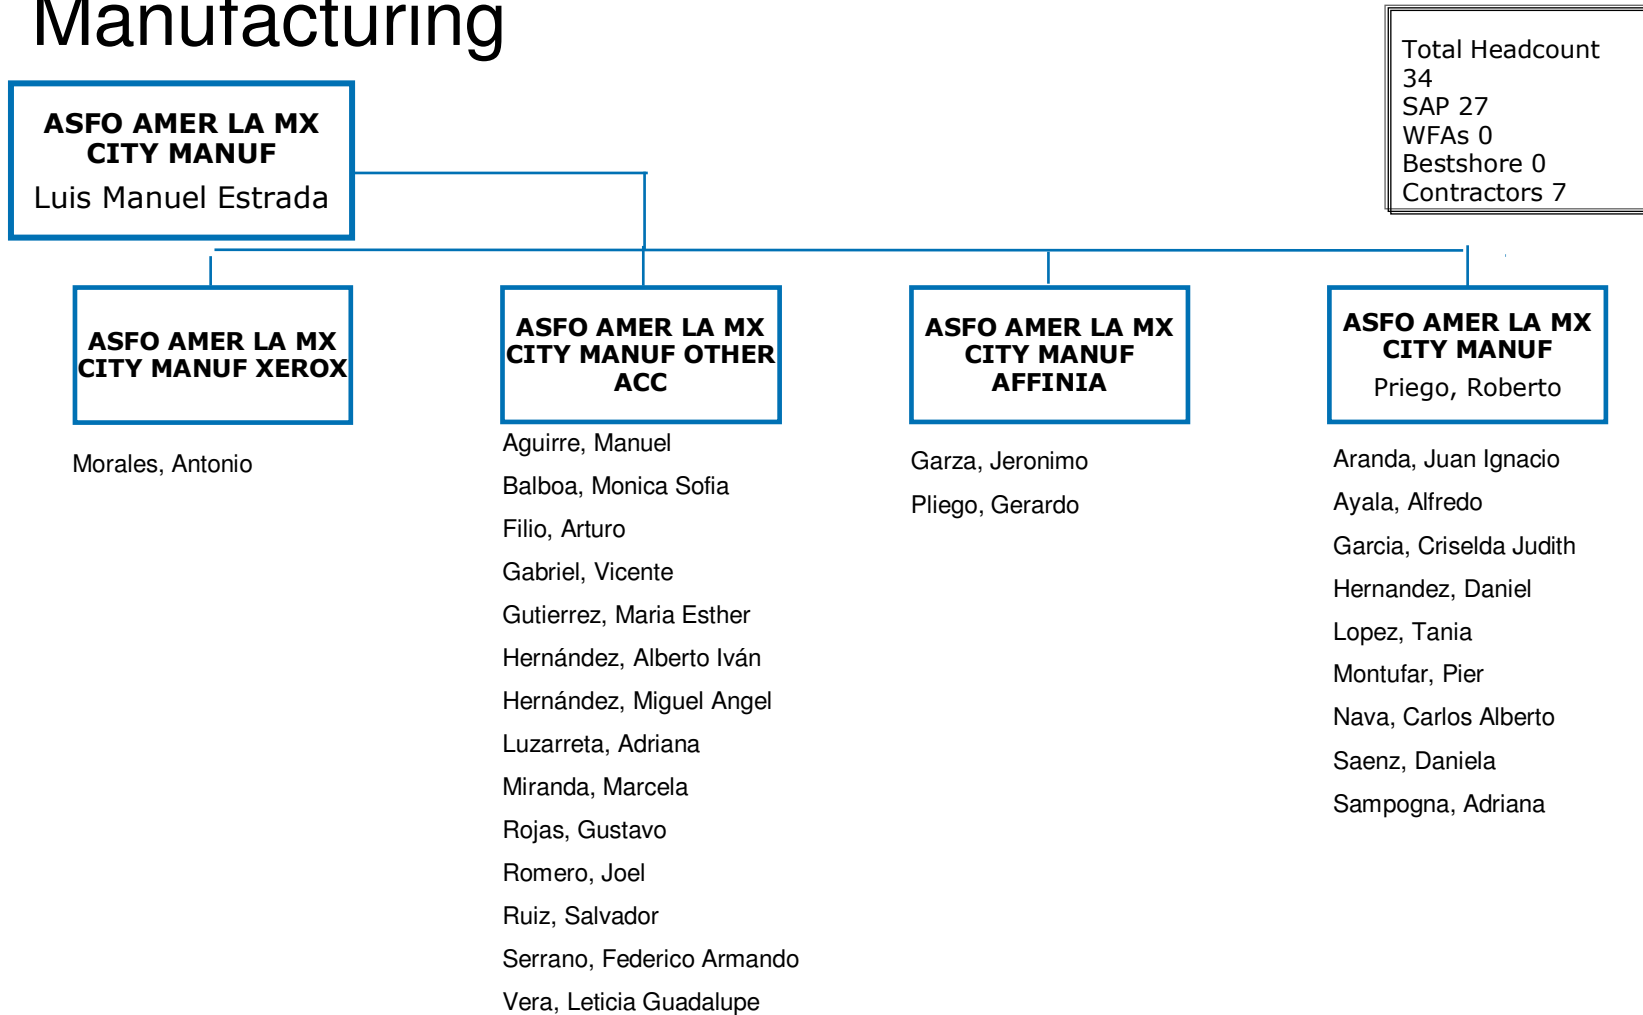 Manufacturing
Total Headcount
34
SAP 27
WFAs 0
Bestshore 0
Contractors 7
ASFO AMER LA MX
CITY MANUF
Luis Manuel Estrada
ASFO AMER LA MX
CITY MANUF XEROX
Morales, Antonio
ASFO AMER LA MX
CITY MANUF OTHER
ACC
Aguirre, Manuel
Balboa, Monica Sofia
Filio, Arturo
Gabriel, Vicente
Gutierrez, Maria Esther
Hernández, Alberto Iván
Hernández, Miguel Angel
Luzarreta, Adriana
Miranda, Marcela
Rojas, Gustavo
Romero, Joel
Ruiz, Salvador
Serrano, Federico Armando
Vera, Leticia Guadalupe
ASFO AMER LA MX
CITY MANUF
AFFINIA
Garza, Jeronimo
Pliego, Gerardo
ASFO AMER LA MX
CITY MANUF
Priego, Roberto
Aranda, Juan Ignacio
Ayala, Alfredo
Garcia, Criselda Judith
Hernandez, Daniel
Lopez, Tania
Montufar, Pier
Nava, Carlos Alberto
Saenz, Daniela
Sampogna, Adriana